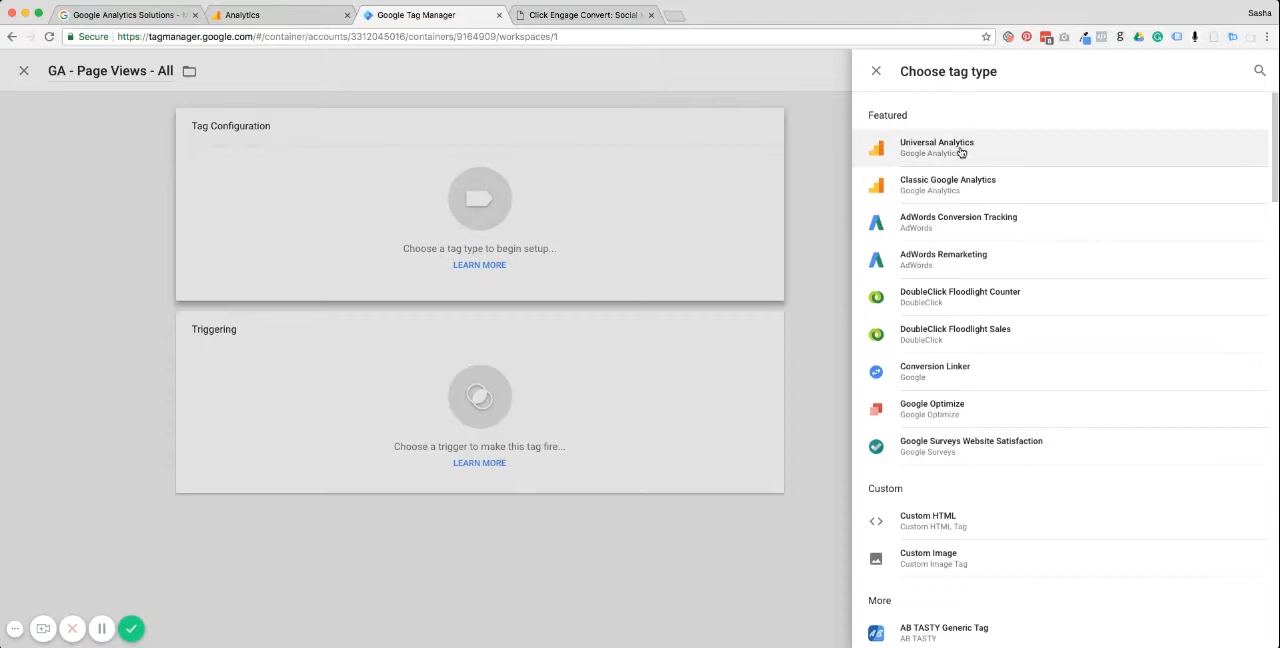 Google Analytics Solutions - M
Analytics
Google Tag Manager
Click Engage Convert: Social
Sasha
Secure
https://tagmanager.google.com/#/container/accounts/3312045016/containers/9164909/workspaces/1
GA - Page Views - All
Choose tag type
Tag Configuration
Choose a tag type to begin setup...
LEARN MORE
Triggering
Choose a trigger to make this tag fire...
LEARN MORE
Featured
Universal Analytics
Google Analytics
Classic Google Analytics
Google Analytics
AdWords Conversion Tracking
AdWords
AdWords Remarketing
AdWords
DoubleClick Floodlight Counter
DoubleClick
DoubleClick Floodlight Sales
DoubleClick
Conversion Linker
Google
Google Optimize
Google Optimize
Google Surveys Website Satisfaction
Google Surveys
Custom
Custom HTML
Custom HTML Tag
Custom Image
Custom Image Tag
More
AB TASTY Generic Tag
AB TASTY